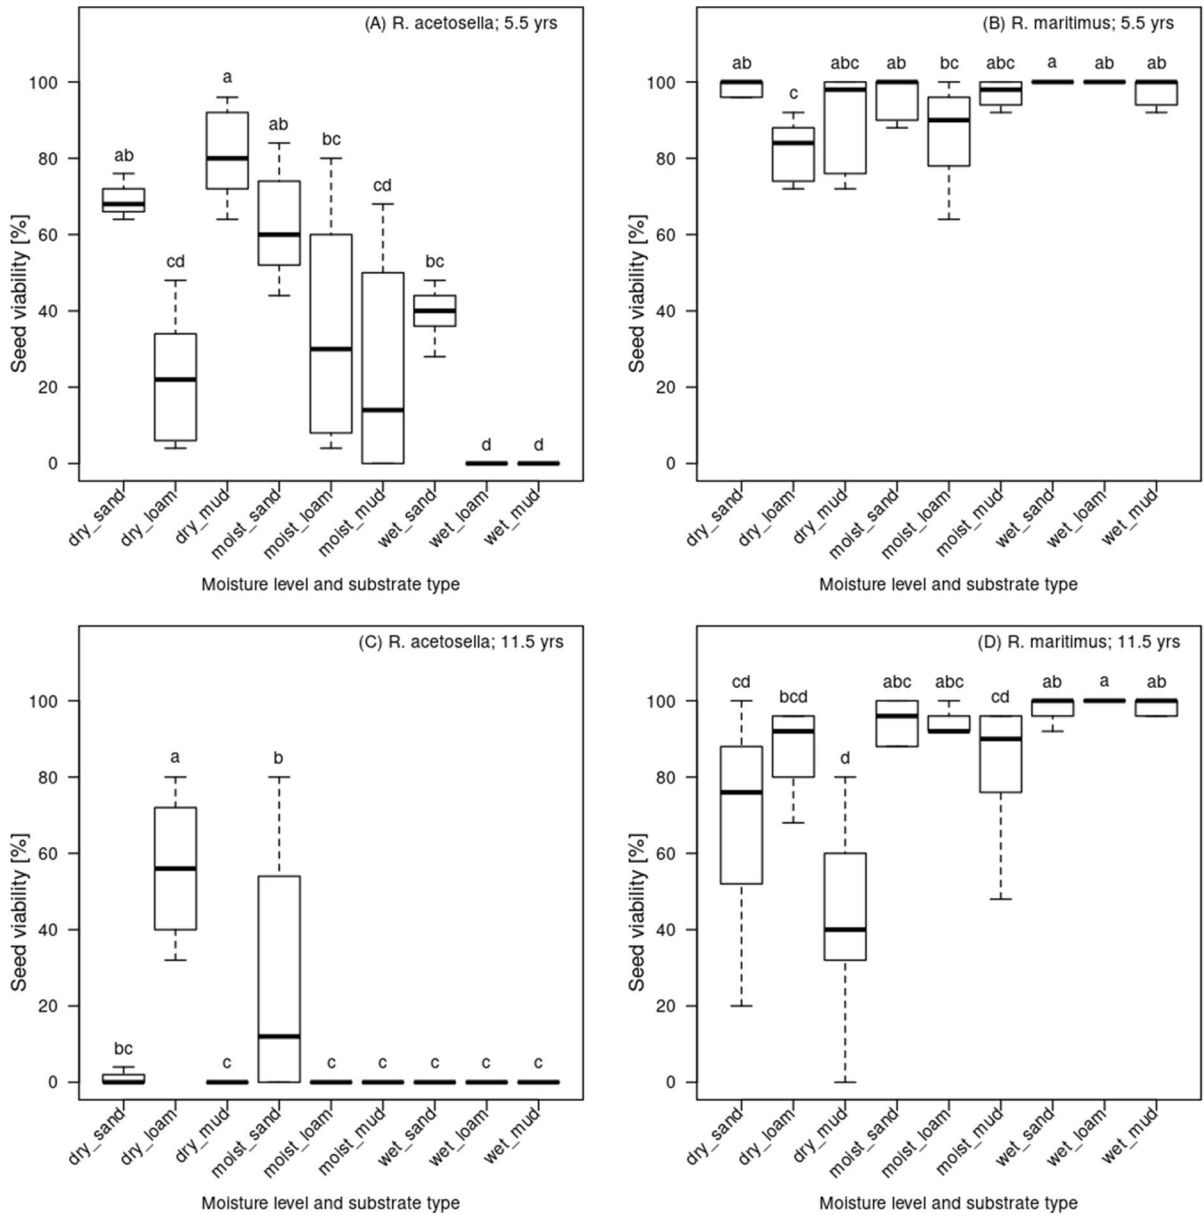 (A) R. acetosella; 5.5 yrs
Seed viability [%]
100
80
60
40
20
0
ab
cd
a
ab
bc
cd
bc
d
d
dry_sand
dry_loam
dry_mud
moist_sand
moist_loam
moist_mud
wet_sand
wet_loam
wet_mud
Moisture level and substrate type
(B) R. maritimus; 5.5 yrs
Seed viability [%]
100
80
60
40
20
0
ab
c
abc
ab
bc
abc
a
ab
ab
dry_sand
dry_loam
dry_mud
moist_sand
moist_loam
moist_mud
wet_sand
wet_loam
wet_mud
Moisture level and substrate type
(C) R. acetosella; 11.5 yrs
Seed viability [%]
100
80
60
40
20
0
bc
a
c
b
c
c
c
c
c
dry_sand
dry_loam
dry_mud
moist_sand
moist_loam
moist_mud
wet_sand
wet_loam
wet_mud
Moisture level and substrate type
(D) R. maritimus; 11.5 yrs
Seed viability [%]
100
80
60
40
20
0
cd
bcd
d
abc
abc
cd
ab
a
ab
dry_sand
dry_loam
dry_mud
moist_sand
moist_loam
moist_mud
wet_sand
wet_loam
wet_mud
Moisture level and substrate type